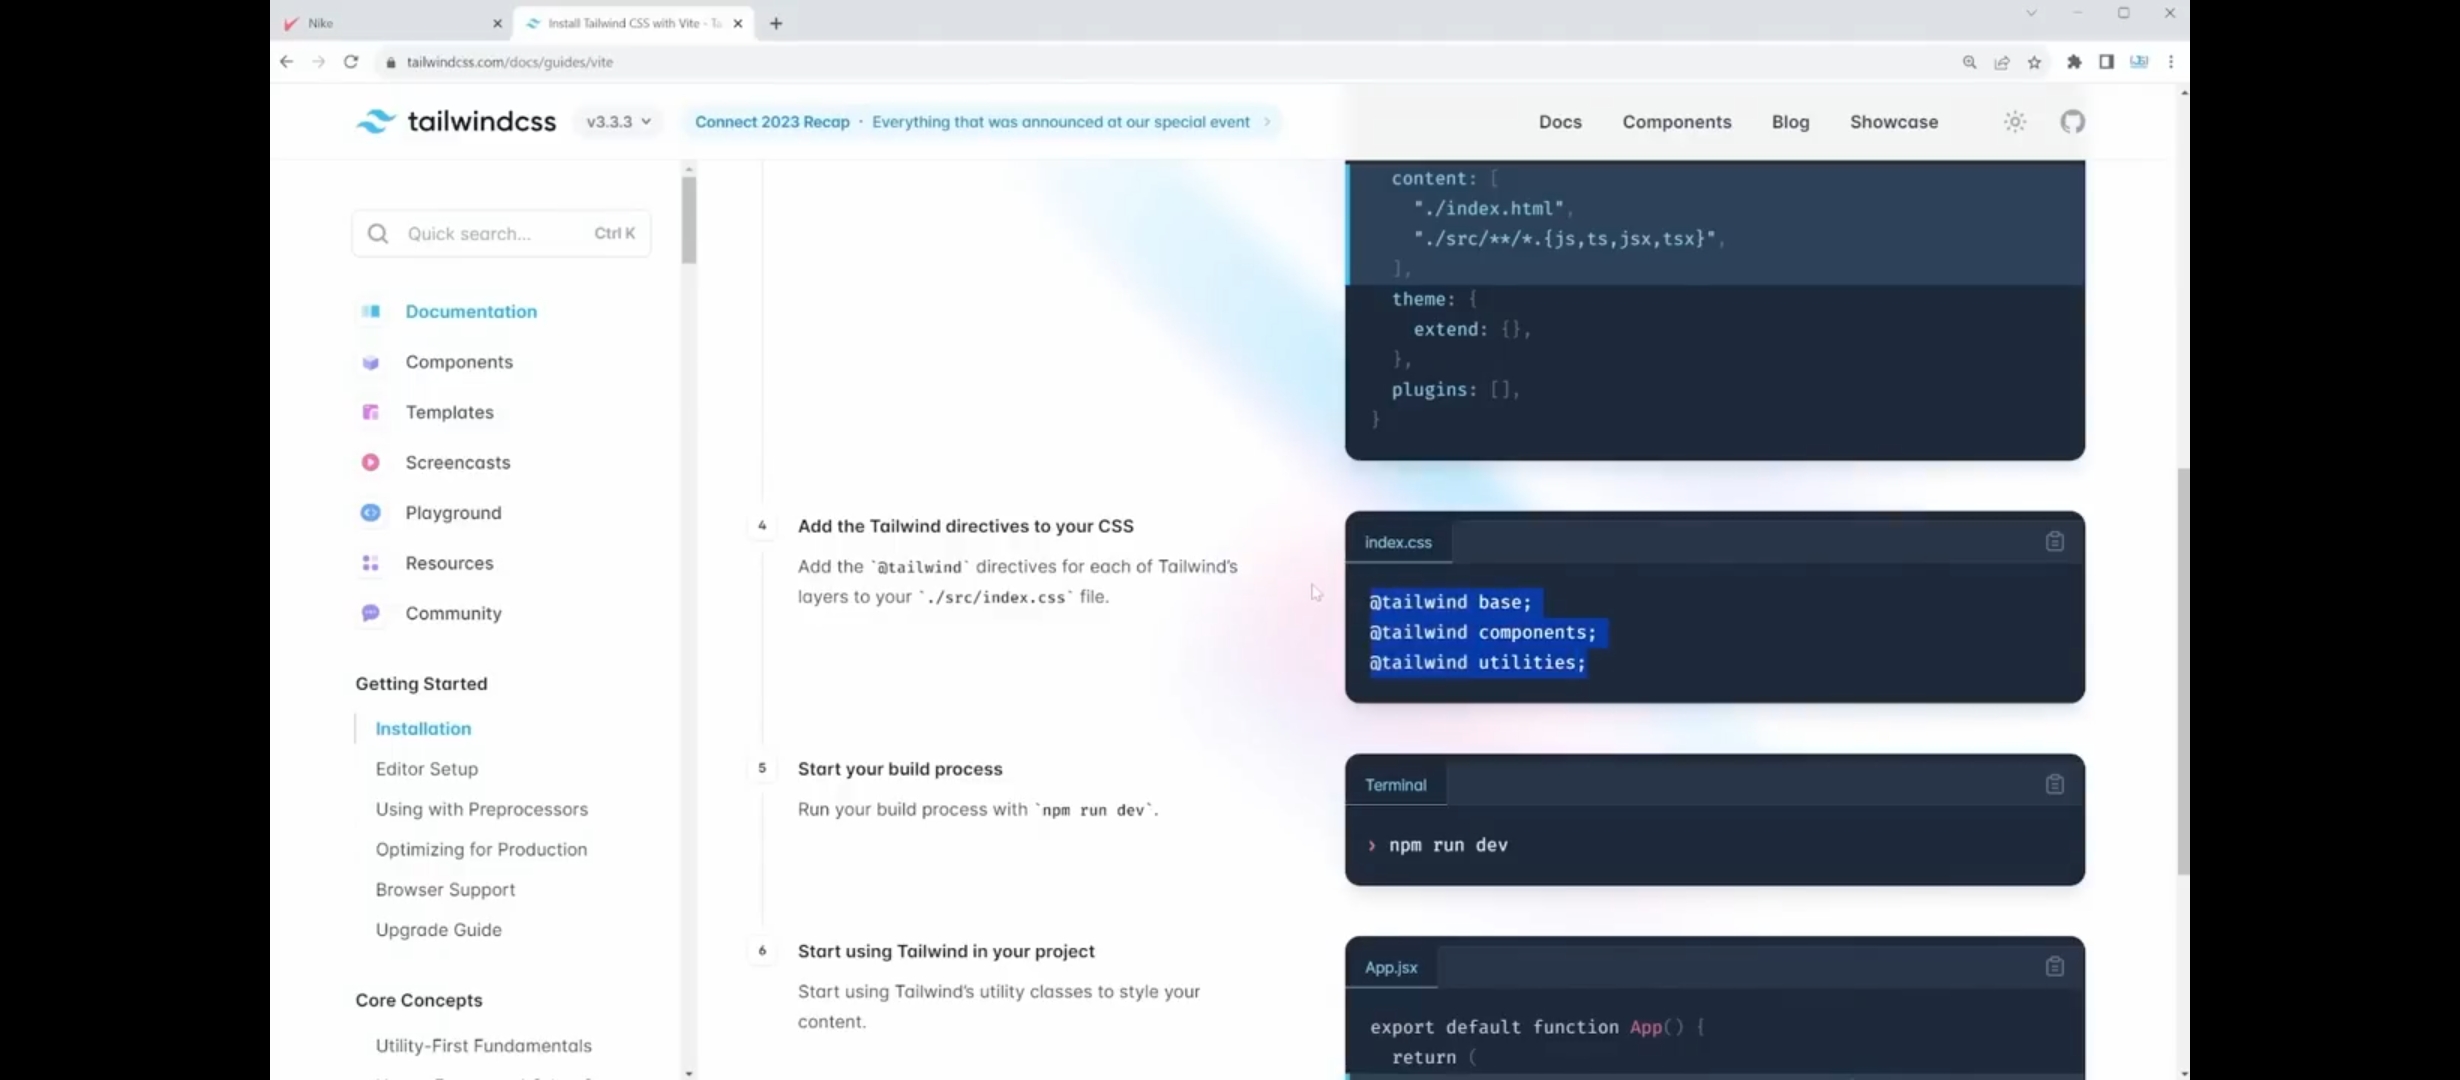 Nike
Install Tailwind CSS with Vite - Ta
tailwindcss.com/docs/guides/vite
tailwindcss
v3.3.3
Connect 2023 Recap · Everything that was announced at our special event
Docs
Components
Blog
Showcase
Quick search...
Ctrl K
Documentation
Components
Templates
Screencasts
Playground
Resources
Community
Getting Started
Installation
Editor Setup
Using with Preprocessors
Optimizing for Production
Browser Support
Upgrade Guide
Core Concepts
Utility-First Fundamentals
content: [
"./index.html",
"./src/**/*.{js,ts,jsx,tsx}",
],
theme: {
extend: {},
},
plugins: [],
}
4
Add the Tailwind directives to your CSS
Add the `@tailwind` directives for each of Tailwind's
layers to your `./src/index.css` file.
index.css
@tailwind base;
@tailwind components;
@tailwind utilities;
5
Start your build process
Run your build process with `npm run dev`.
Terminal
› npm run dev
6
Start using Tailwind in your project
Start using Tailwind's utility classes to style your
content.
App.jsx
export default function App() {
return (